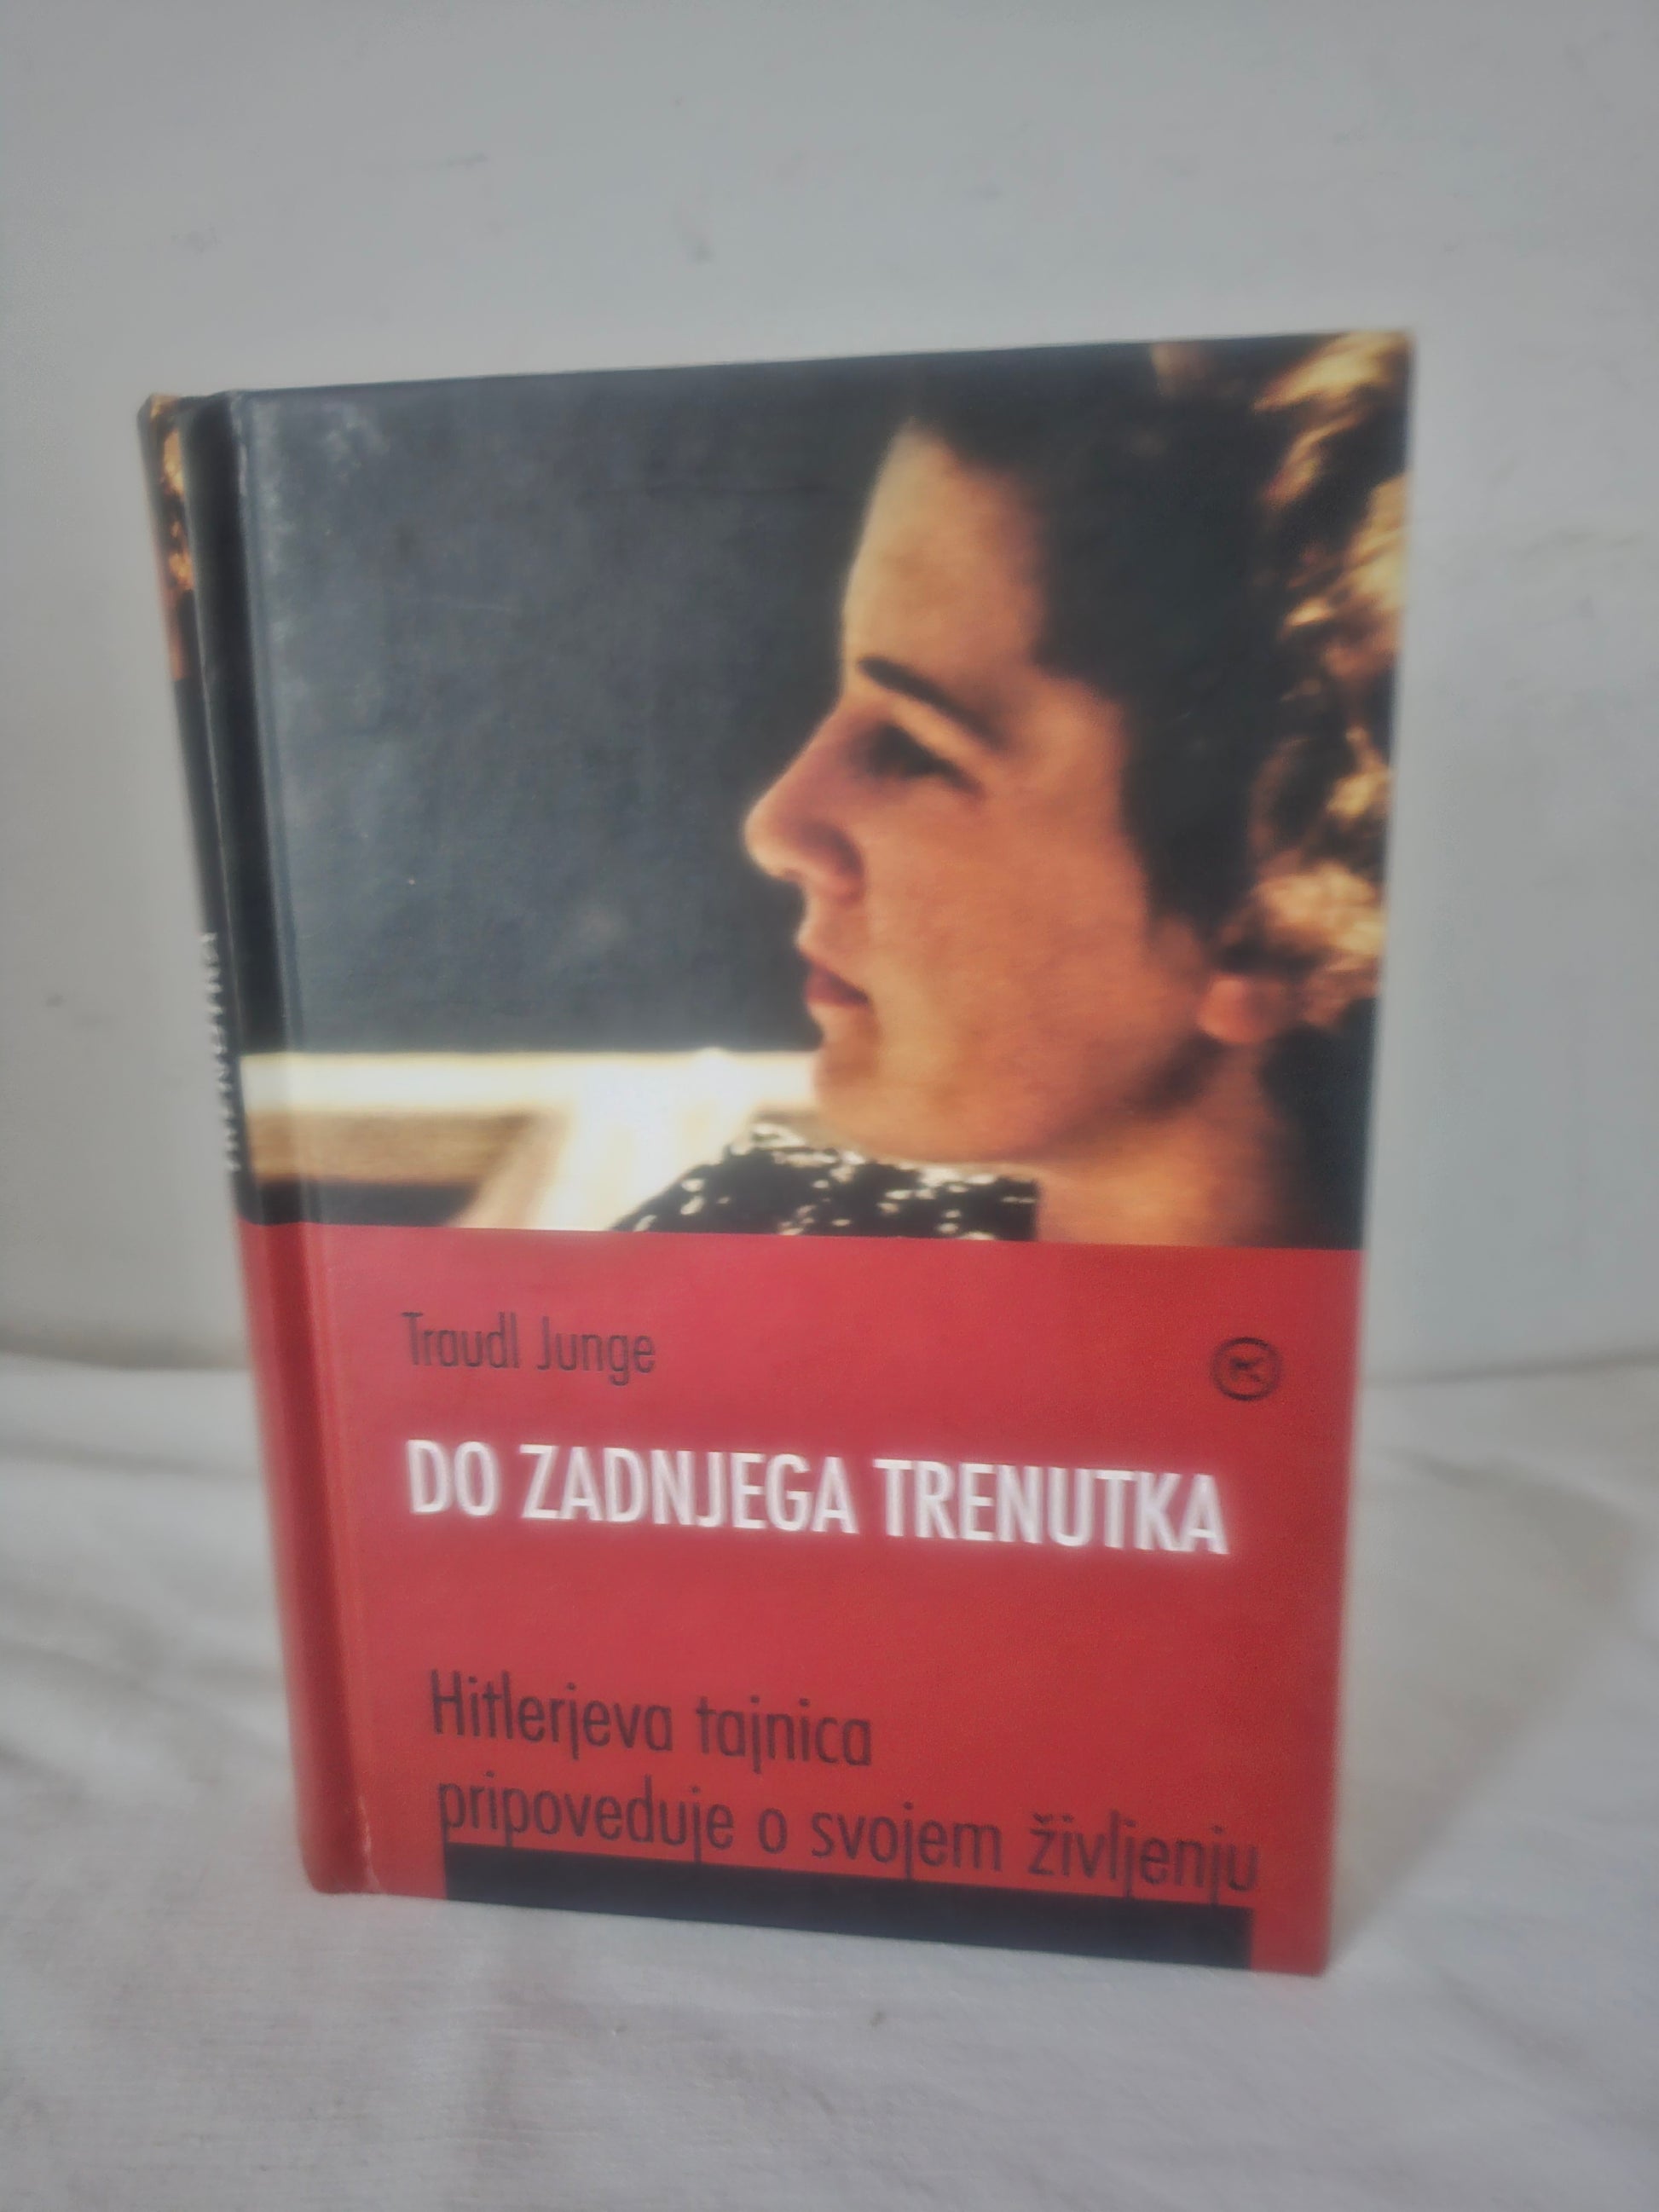 Traudl Junge
DO ZADNJEGA TRENUTKA
Hitlerjeva tajnica
pripoveduje o svojem življenju